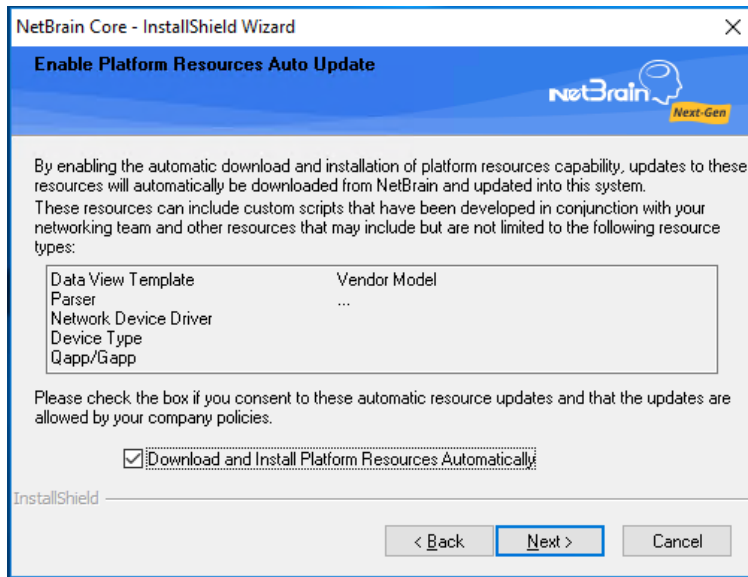 NetBrain Core - InstallShield Wizard
Enable Platform Resources Auto Update
NetBrain
Next-Gen
By enabling the automatic download and installation of platform resources capability, updates to these
resources will automatically be downloaded from NetBrain and updated into this system.
These resources can include custom scripts that have been developed in conjunction with your
networking team and other resources that may include but are not limited to the following resource
types:
Data View Template Vendor Model
Parser ...
Network Device Driver
Device Type
Qapp/Gapp
Please check the box if you consent to these automatic resource updates and that the updates are
allowed by your company policies.
Download and Install Platform Resources Automatically
InstallShield
< Back Next > Cancel